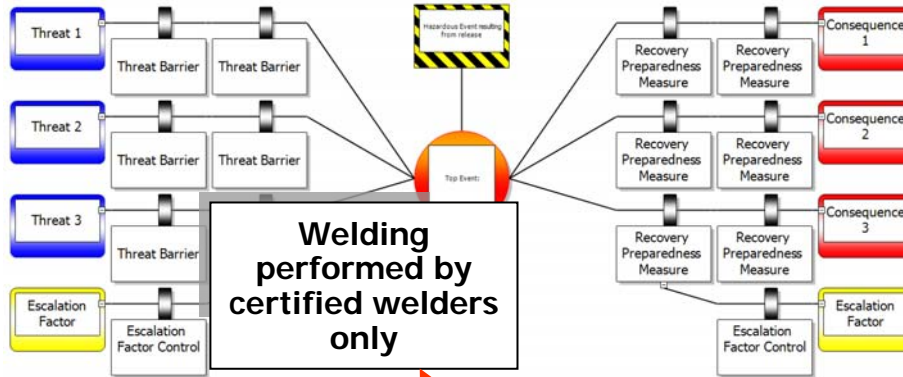 Threat 1
Threat Barrier
Threat Barrier
Hazardous Event resulting
from release
Recovery
Preparedness
Measure
Recovery
Preparedness
Measure
Consequence
1
Threat 2
Threat Barrier
Threat Barrier
Top Event:
Recovery
Preparedness
Measure
Recovery
Preparedness
Measure
Consequence
2
Threat 3
Threat Barrier
Welding
performed by
certified welders
only
Recovery
Preparedness
Measure
Recovery
Preparedness
Measure
Consequence
3
Escalation
Factor
Escalation
Factor Control
Escalation
Factor Control
Escalation
Factor